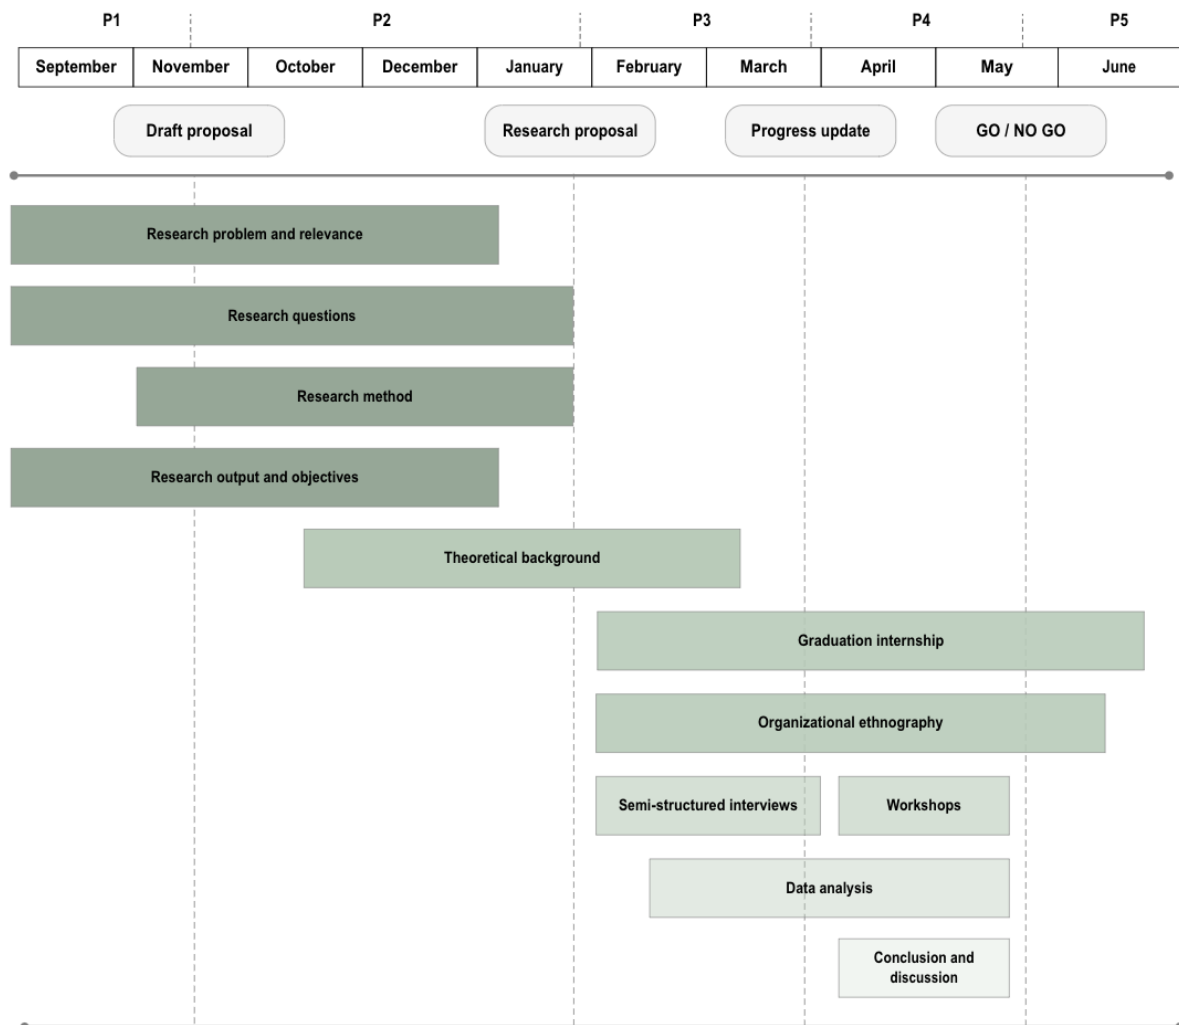 P1 P2 P3 P4 P5
September November October December January February March April May June
Draft proposal Research proposal Progress update GO / NO GO
Research problem and relevance
Research questions
Research method
Research output and objectives
Theoretical background
Graduation internship
Organizational ethnography
Semi-structured interviews Workshops
Data analysis
Conclusion and
discussion